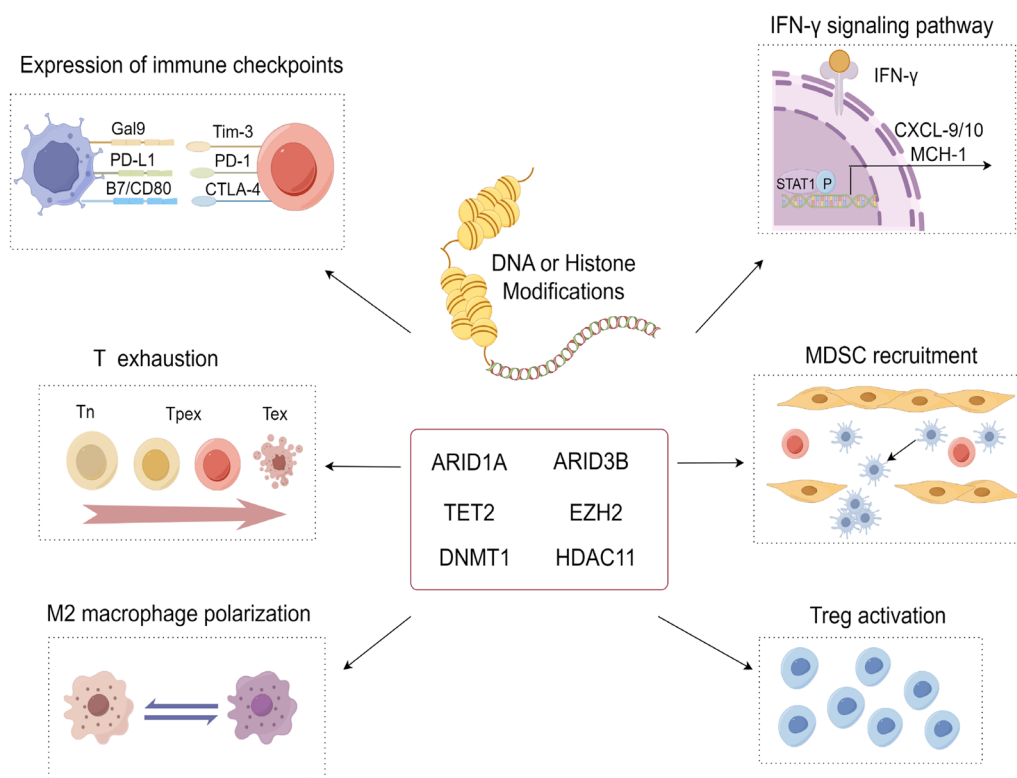 Expression of immune checkpoints
Gal9
Tim-3
PD-L1
PD-1
B7/CD80
CTLA-4
IFN-γ signaling pathway
IFN-γ
CXCL-9/10
MCH-1
STAT1
P
DNA or Histone
Modifications
T exhaustion
Tn
Tpex
Tex
MDSC recruitment
ARID1A
ARID3B
TET2
EZH2
DNMT1
HDAC11
M2 macrophage polarization
Treg activation